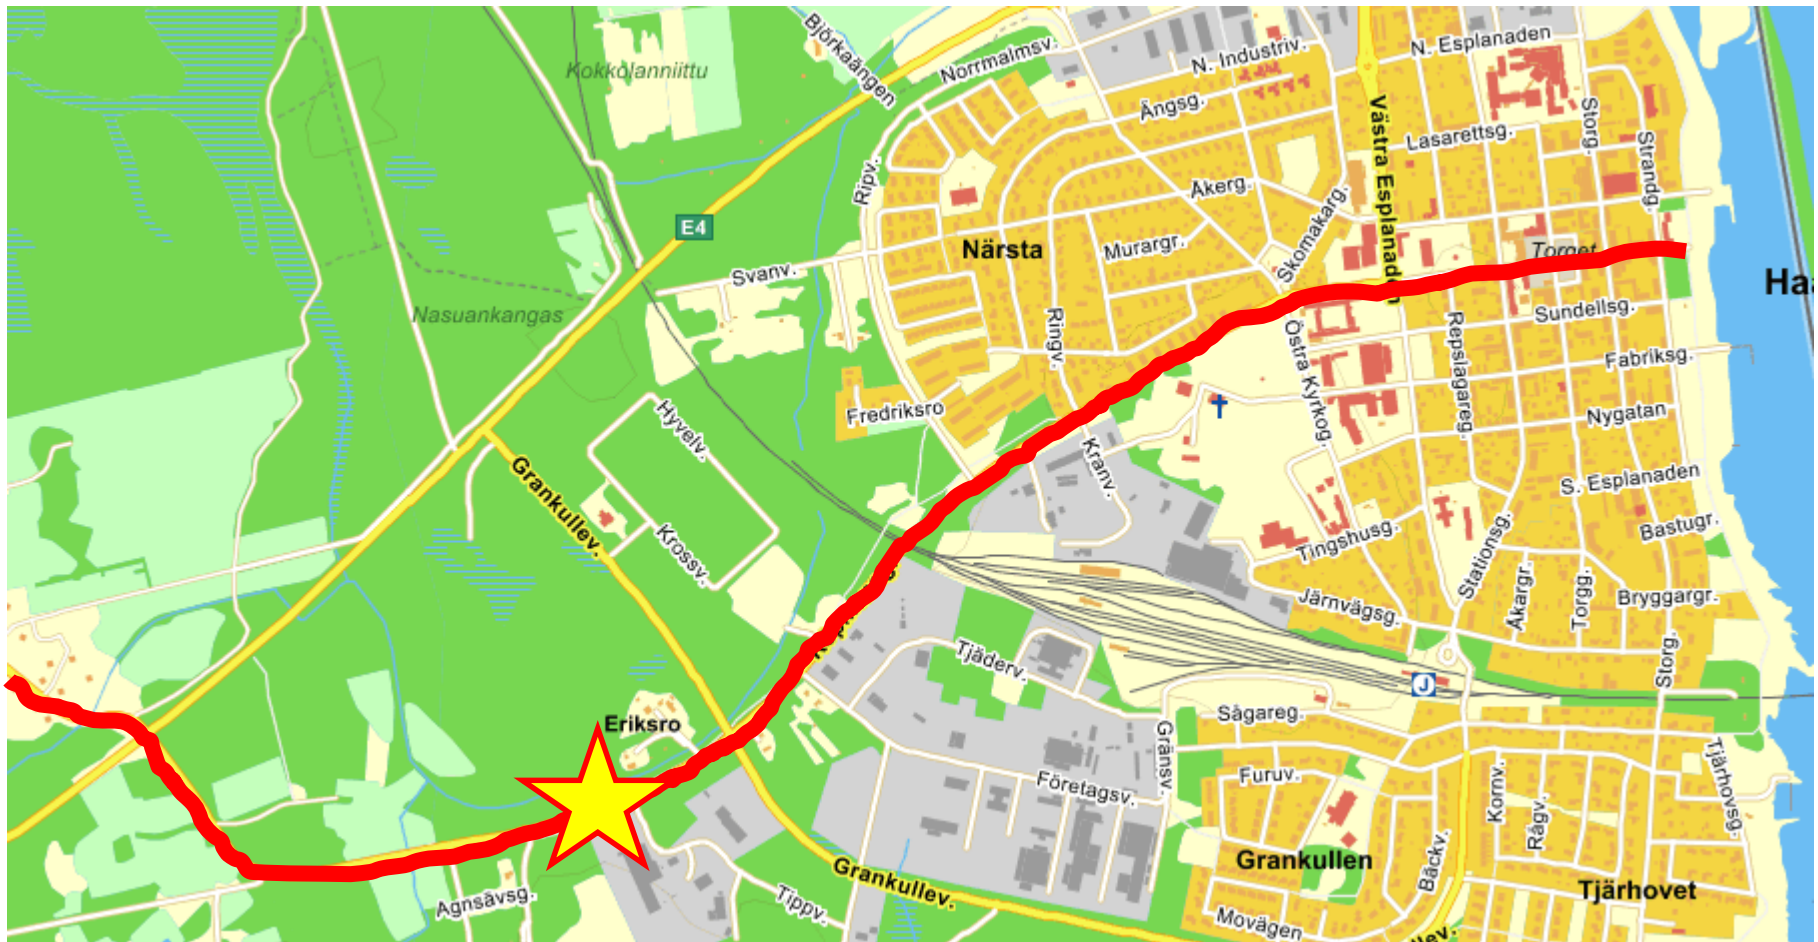 Björkaängen
Kokkolanniittu
Norrmalmsv.
N. Industriv.
N. Esplanaden
Ängsg.
Västra Esplanaden
Lasarettsg.
Storg.
Strandg.
Ripv.
Åkerg.
E4
Närsta
Murargr.
Skomakarg.
Torget
Svanv.
Nasuankangas
Ringv.
Östra Kyrkog.
Repslagareg.
Sundellsg.
Fabriksg.
Fredriksro
Hyvelv.
Nygatan
Kranv.
Grankullev.
S. Esplanaden
Krossv.
Tingshusg.
Stationsg.
Bastugr.
Järnvägsg.
Åkargr.
Torgg.
Bryggargr.
Tjäderv.
Storg.
J
Eriksro
Sågareg.
Gränsv.
Furuv.
Företagsv.
Kornv.
Rågv.
Tjärhovsg.
Bäckv.
Grankullen
Grankullev.
Tjärhovet
Agnsävsg.
Tippv.
Movägen